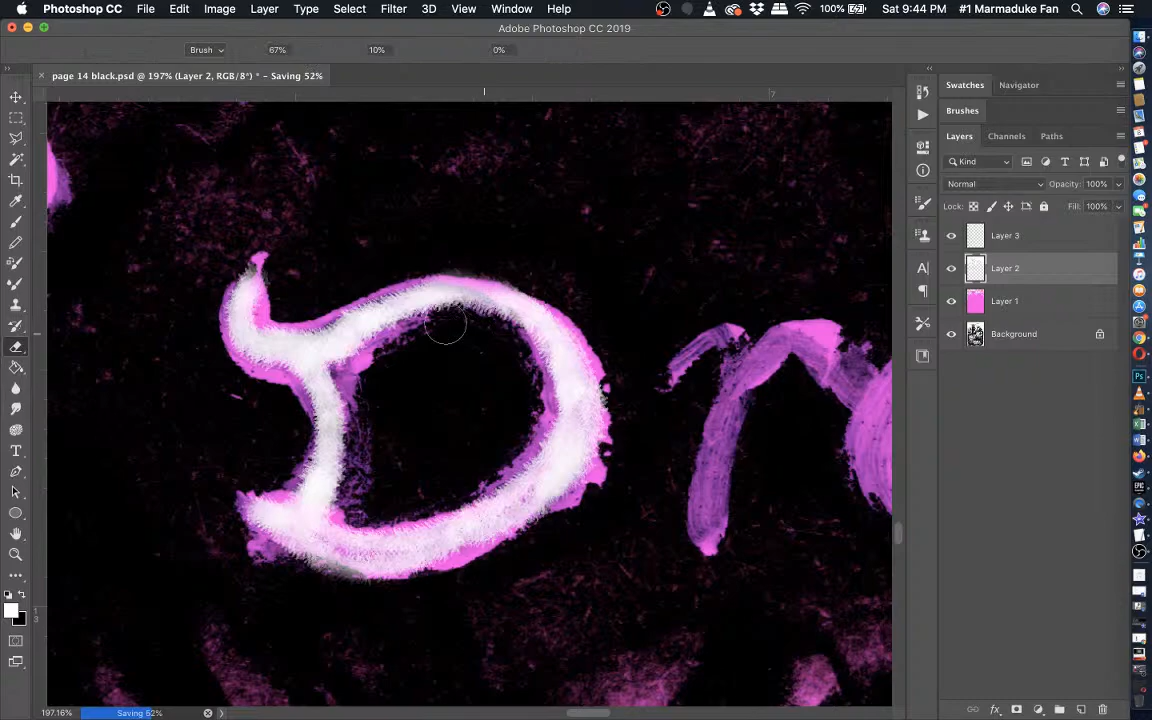 Photoshop CC File Edit Image Layer Type Select Filter 3D View Window Help 100% Sat 9:44 PM #1 Marmaduke Fan
Adobe Photoshop CC 2019
Brush 67% 10% 0%
× page 14 black.psd @ 197% (Layer 2, RGB/8*) * - Saving 52%
7
Swatches Navigator
Brushes
Layers Channels Paths
Kind
Normal Opacity: 100%
Lock: Fill: 100%
Layer 3
Layer 2
Layer 1
Background
D
1
3
197.16% Saving 52%